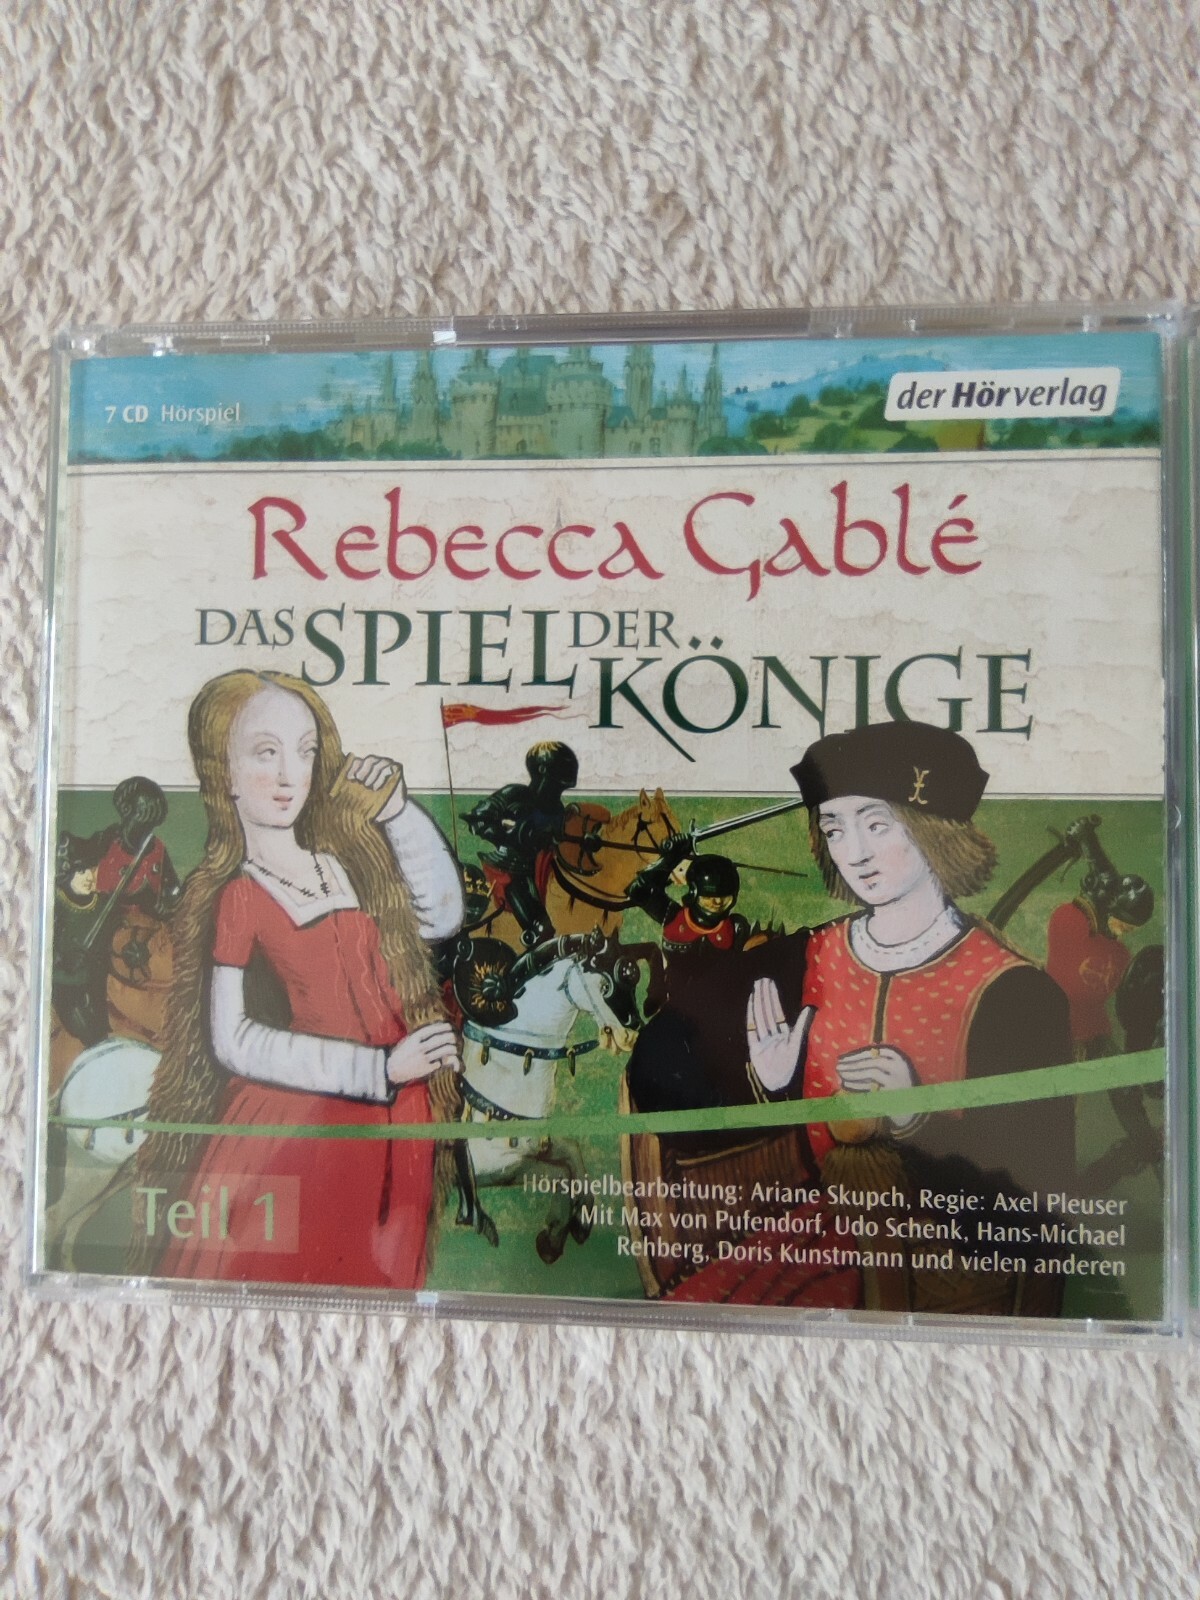 7 CD Hörspiel
der Hörverlag
Rebecca Gablé
DAS SPIEL DER
KÖNIGE
Teil 1
Hörspielbearbeitung: Ariane Skupch, Regie: Axel Pleuser
Mit Max von Pufendorf, Udo Schenk, Hans-Michael
Rehberg, Doris Kunstmann und vielen anderen